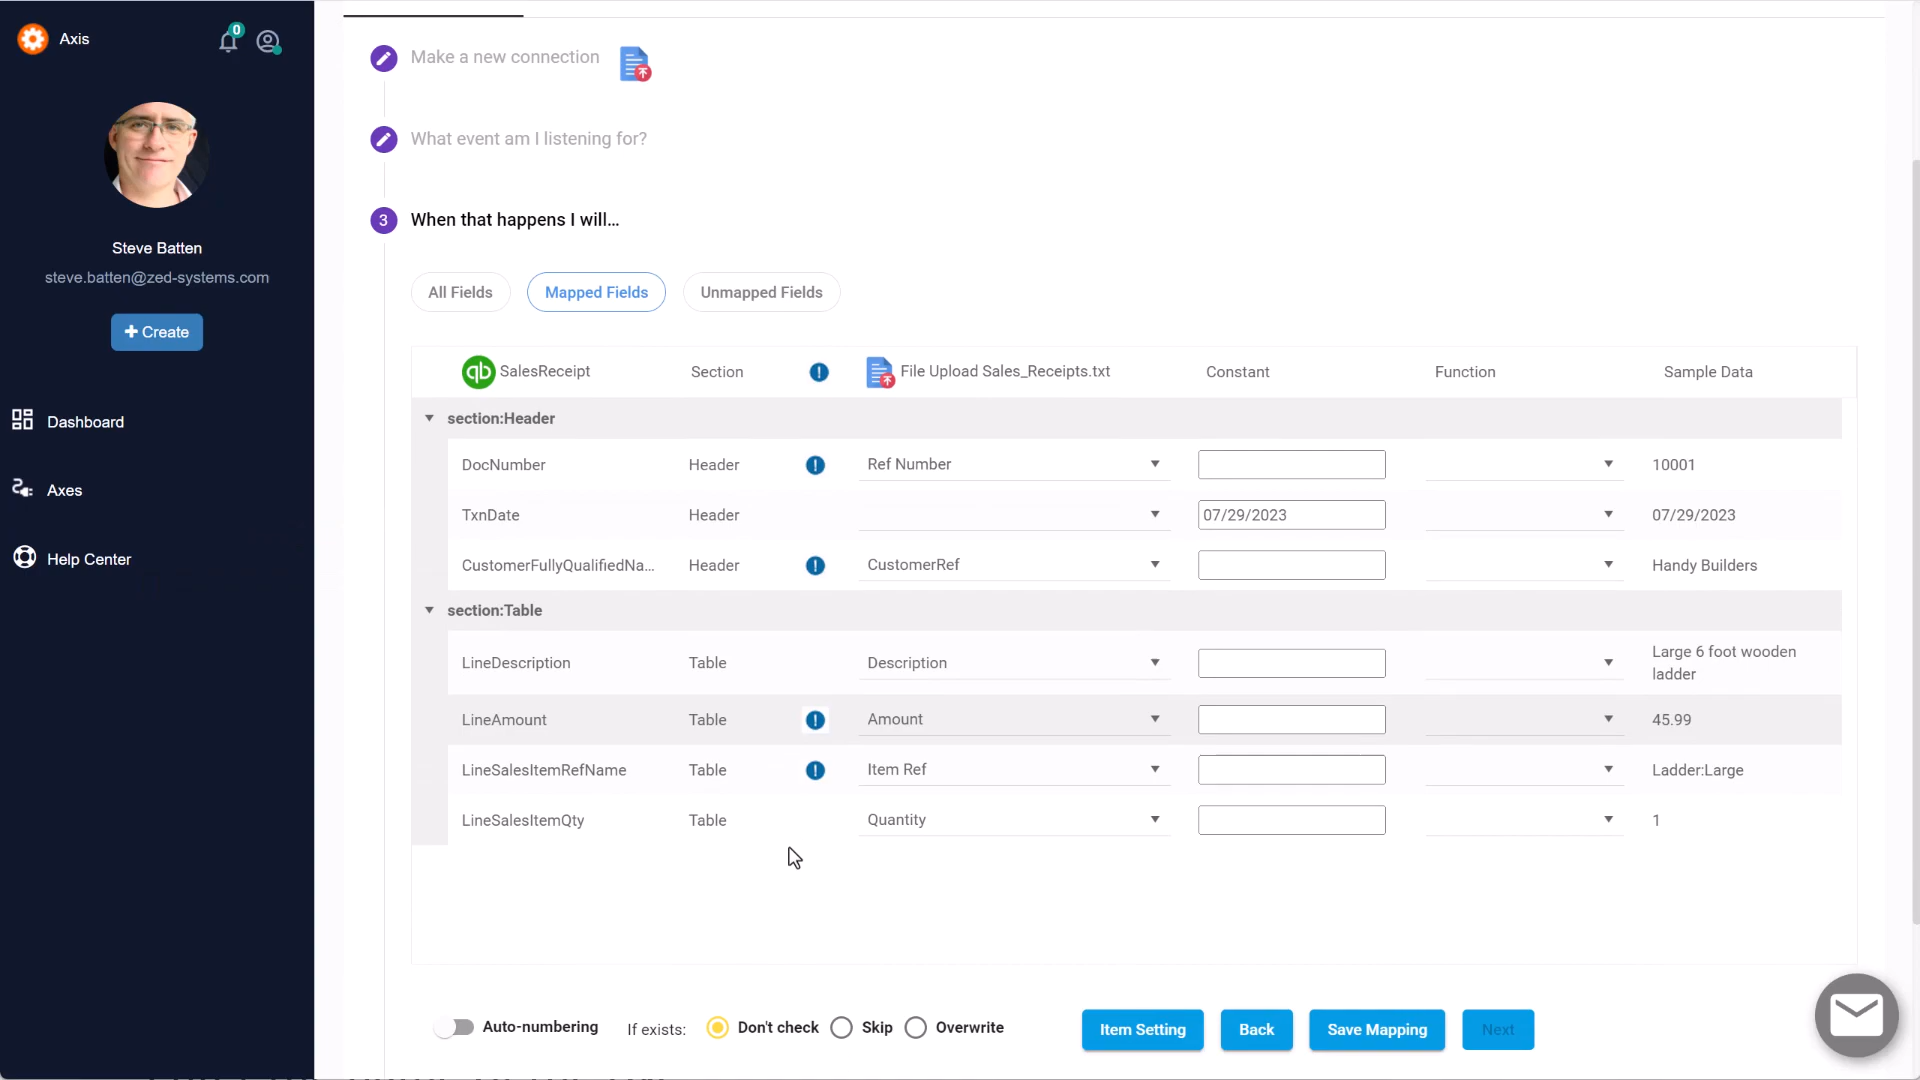 Axis
0
Steve Batten
steve.batten@zed-systems.com
+ Create
Dashboard
Axes
Help Center
Make a new connection
What event am I listening for?
3 When that happens I will...
All Fields Mapped Fields Unmapped Fields
qb SalesReceipt Section ! File Upload Sales_Receipts.txt Constant Function Sample Data
section:Header
DocNumber Header ! Ref Number 10001
TxnDate Header 07/29/2023 07/29/2023
CustomerFullyQualifiedNa... Header ! CustomerRef Handy Builders
section:Table
LineDescription Table Description Large 6 foot wooden
ladder
LineAmount Table ! Amount 45.99
LineSalesItemRefName Table ! Item Ref Ladder:Large
LineSalesItemQty Table Quantity 1
Auto-numbering If exists: Don't check Skip Overwrite Item Setting Back Save Mapping Next